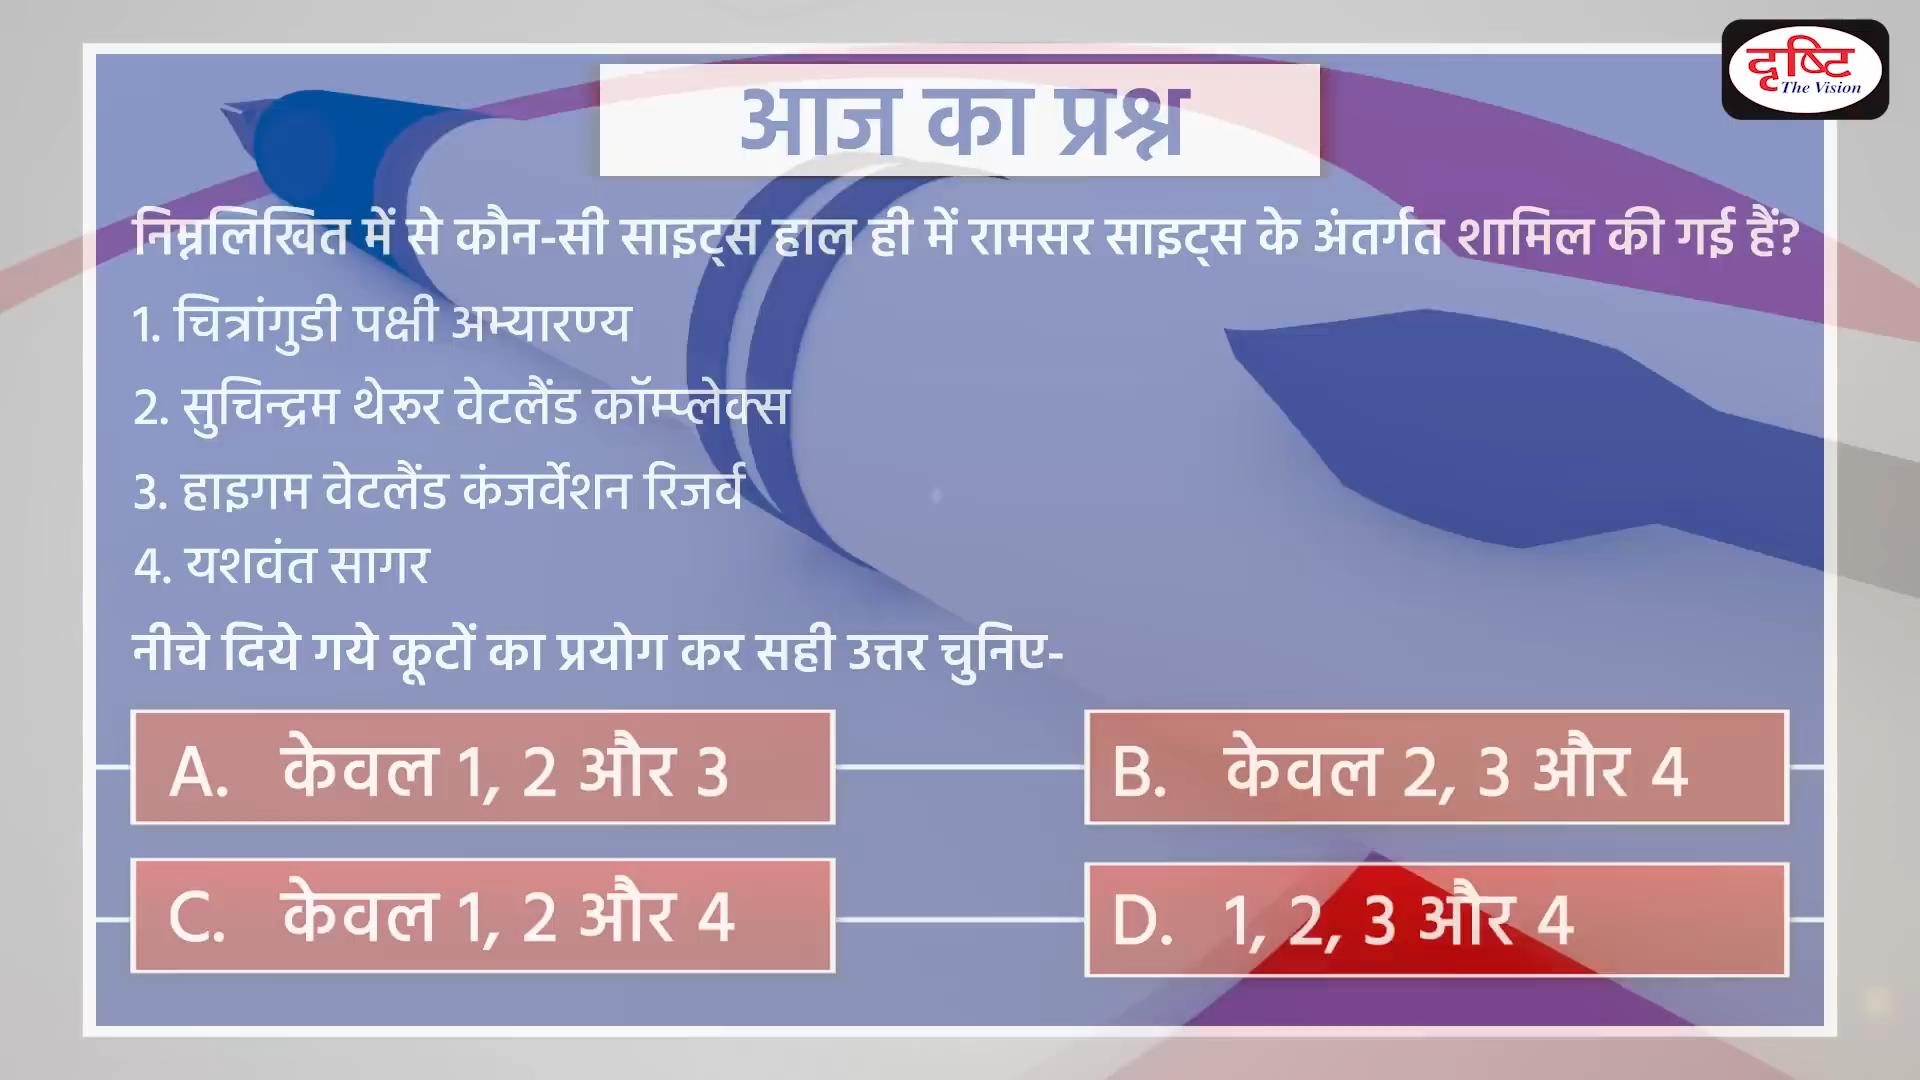 दृष्टि
The Vision
आज का प्रश्न
निम्नलिखित में से कौन-सी साइट्स हाल ही में रामसर साइट्स के अंतर्गत शामिल की गई हैं?
1. चित्रांगुडी पक्षी अभ्यारण्य
2. सुचिन्द्रम थेरूर वेटलैंड कॉम्प्लेक्स
3. हाइगम वेटलैंड कंजर्वेशन रिजर्व
4. यशवंत सागर
नीचे दिये गये कूटों का प्रयोग कर सही उत्तर चुनिए-
A. केवल 1, 2 और 3
B. केवल 2, 3 और 4
C. केवल 1, 2 और 4
D. 1, 2, 3 और 4